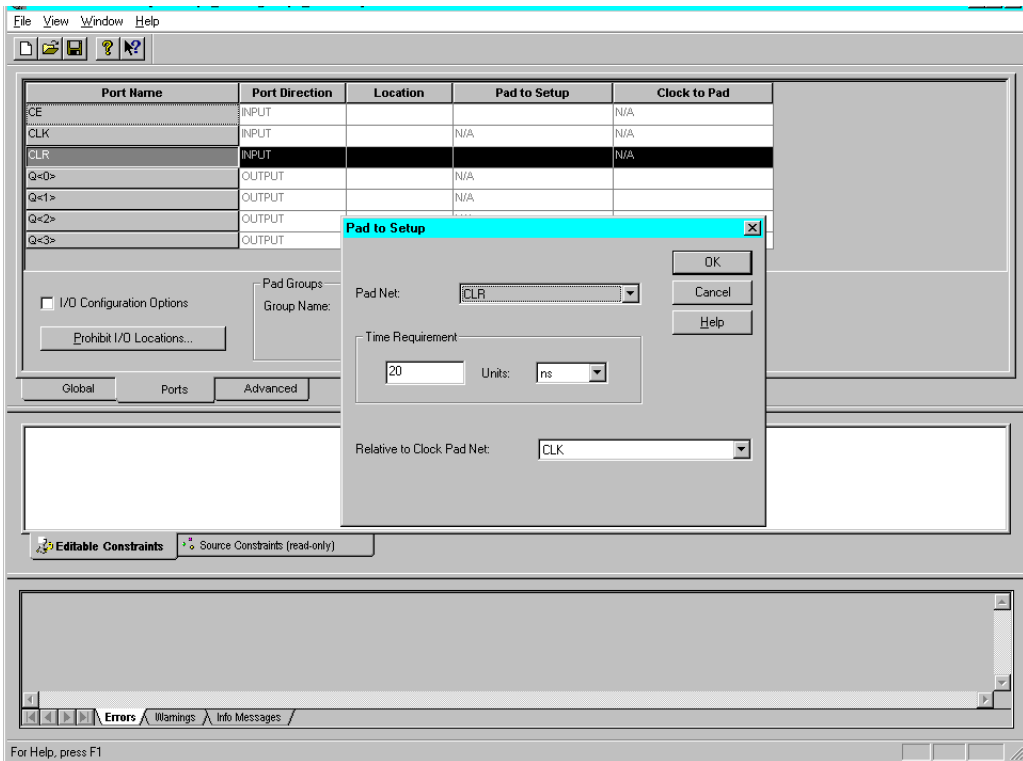 File View Window Help
Port Name Port Direction Location Pad to Setup Clock to Pad
CE INPUT N/A
CLK INPUT N/A N/A
CLR INPUT N/A
Q<0> OUTPUT N/A
Q<1> OUTPUT N/A
Q<2> OUTPUT
Q<3> OUTPUT
I/O Configuration Options
Prohibit I/O Locations...
Pad Groups
Group Name:
Global Ports Advanced
Pad to Setup
Pad Net: CLR
OK
Cancel
Help
Time Requirement
20 Units: ns
Relative to Clock Pad Net: CLK
Editable Constraints Source Constraints (read-only)
Errors Warnings Info Messages
For Help, press F1